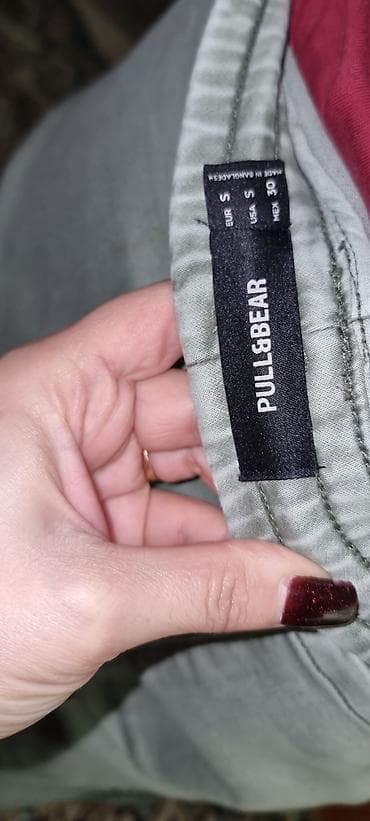 MADE IN BANGLADESH
EUR S
USA S
MEX 30
PULL&BEAR